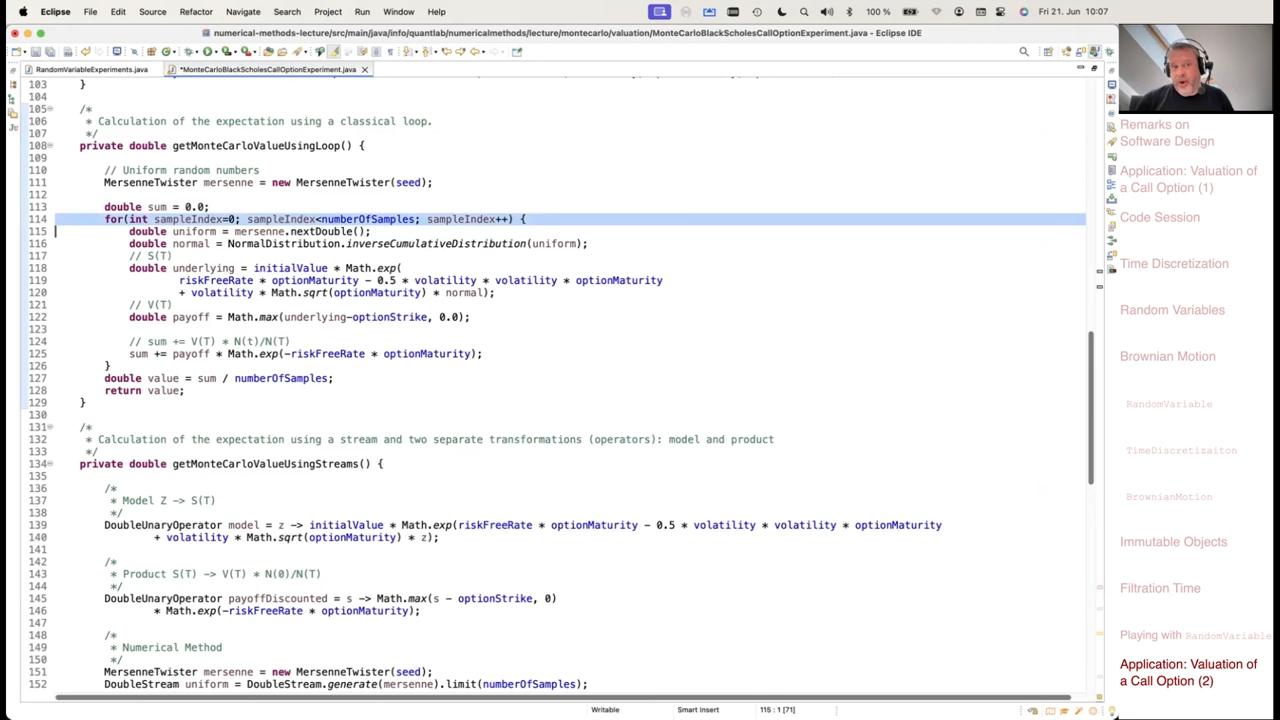 Eclipse File Edit Source Refactor Navigate Search Project Run Window Help 100 % Fri 21. Jun 10:07
numerical-methods-lecture/src/main/java/info/quantlab/numericalmethods/lecture/montecarlo/valuation/MonteCarloBlackScholesCallOptionExperiment.java - Eclipse IDE
RandomVariableExperiments.java *MonteCarloBlackScholesCallOptionExperiment.java
103 }
104
105 /*
106 * Calculation of the expectation using a classical loop.
107 */
108 private double getMonteCarloValueUsingLoop() {
109
110 // Uniform random numbers
111 MersenneTwister mersenne = new MersenneTwister(seed);
112
113 double sum = 0.0;
114 for(int sampleIndex=0; sampleIndex<numberOfSamples; sampleIndex++) {
115 double uniform = mersenne.nextDouble();
116 double normal = NormalDistribution.inverseCumulativeDistribution(uniform);
117 // S(T)
118 double underlying = initialValue * Math.exp(
119 riskFreeRate * optionMaturity - 0.5 * volatility * volatility * optionMaturity
120 + volatility * Math.sqrt(optionMaturity) * normal);
121 // V(T)
122 double payoff = Math.max(underlying-optionStrike, 0.0);
123
124 // sum += V(T) * N(t)/N(T)
125 sum += payoff * Math.exp(-riskFreeRate * optionMaturity);
126 }
127 double value = sum / numberOfSamples;
128 return value;
129 }
130
131 /*
132 * Calculation of the expectation using a stream and two separate transformations (operators): model and product
133 */
134 private double getMonteCarloValueUsingStreams() {
135
136 /*
137 * Model Z -> S(T)
138 */
139 DoubleUnaryOperator model = z -> initialValue * Math.exp(riskFreeRate * optionMaturity - 0.5 * volatility * volatility * optionMaturity
140 + volatility * Math.sqrt(optionMaturity) * z);
141
142 /*
143 * Product S(T) -> V(T) * N(0)/N(T)
144 */
145 DoubleUnaryOperator payoffDiscounted = s -> Math.max(s - optionStrike, 0)
146 * Math.exp(-riskFreeRate * optionMaturity);
147
148 /*
149 * Numerical Method
150 */
151 MersenneTwister mersenne = new MersenneTwister(seed);
152 DoubleStream uniform = DoubleStream.generate(mersenne).limit(numberOfSamples);
Writable Smart Insert 115 : 1 [71]
Remarks on
Software Design
Application: Valuation of
a Call Option (1)
Code Session
Time Discretization
Random Variables
Brownian Motion
RandomVariable
TimeDiscretizaiton
BrownianMotion
Immutable Objects
Filtration Time
Playing with RandomVariable
Application: Valuation of
a Call Option (2)